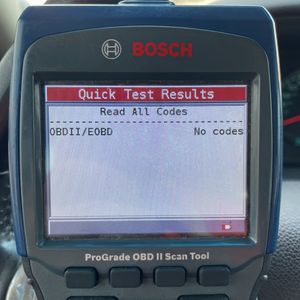 BOSCH
Quick Test Results
Read All Codes
OBDII/EOBD No codes
ProGrade OBD II Scan Tool